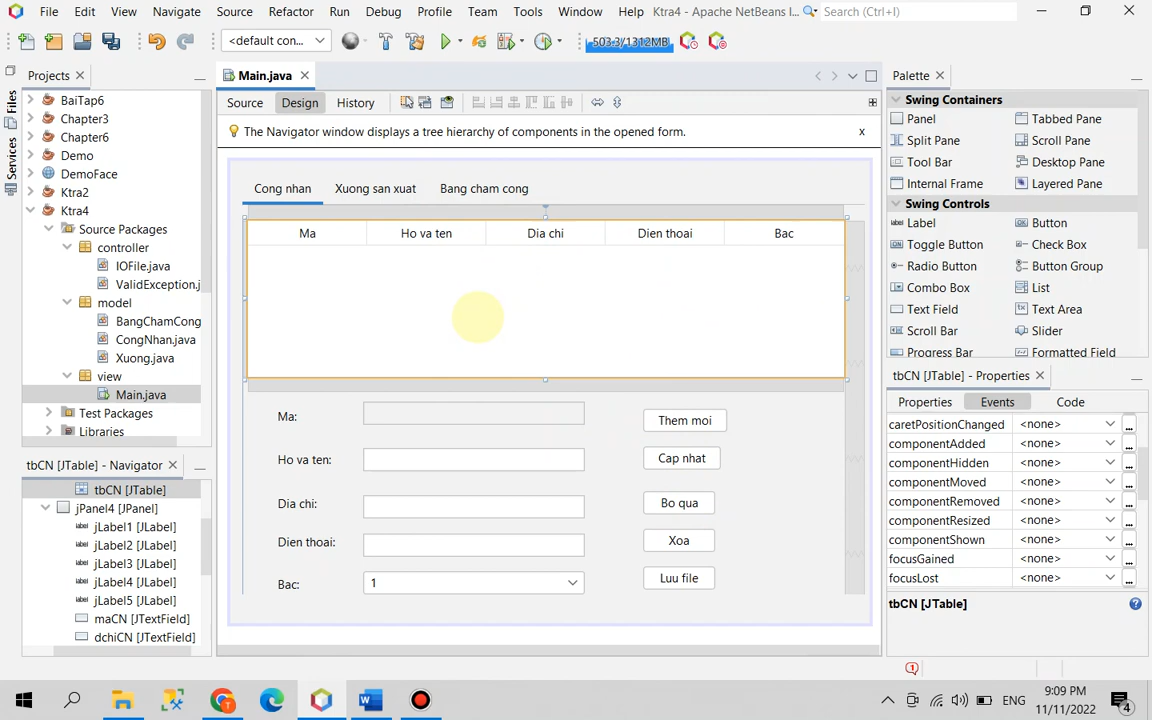 File Edit View Navigate Source Refactor Run Debug Profile Team Tools Window Help Ktra4 - Apache NetBeans I... Search (Ctrl+I)
<default con... 503.3/1312MB
Projects Main.java Palette
Files
Services
BaiTap6
Chapter3
Chapter6
Demo
DemoFace
Ktra2
Ktra4
Source Packages
controller
IOFile.java
ValidException.j
model
BangChamCong
CongNhan.java
Xuong.java
view
Main.java
Test Packages
Libraries
tbCN [JTable] - Navigator
tbCN [JTable]
jPanel4 [JPanel]
jLabel1 [JLabel]
jLabel2 [JLabel]
jLabel3 [JLabel]
jLabel4 [JLabel]
jLabel5 [JLabel]
maCN [JTextField]
dchiCN [JTextField]
Source Design History
The Navigator window displays a tree hierarchy of components in the opened form. x
Cong nhan Xuong san xuat Bang cham cong
Ma Ho va ten Dia chi Dien thoai Bac
Ma: Them moi
Ho va ten: Cap nhat
Dia chi: Bo qua
Dien thoai: Xoa
Bac: 1 Luu file
Swing Containers
Panel Tabbed Pane
Split Pane Scroll Pane
Tool Bar Desktop Pane
Internal Frame Layered Pane
Swing Controls
Label Button
Toggle Button Check Box
Radio Button Button Group
Combo Box List
Text Field Text Area
Scroll Bar Slider
Progress Bar Formatted Field
tbCN [JTable] - Properties
Properties Events Code
caretPositionChanged <none> ...
componentAdded <none> ...
componentHidden <none> ...
componentMoved <none> ...
componentRemoved <none> ...
componentResized <none> ...
componentShown <none> ...
focusGained <none> ...
focusLost <none> ...
tbCN [JTable] ?
ENG 9:09 PM
11/11/2022 4